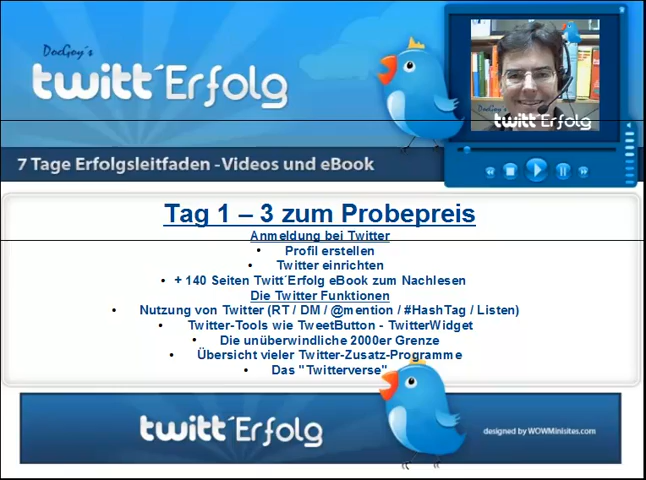 DocGoy´s
twitt´Erfolg
DocGoy´s
twitt´Erfolg
7 Tage Erfolgsleitfaden -Videos und eBook
Tag 1 – 3 zum Probepreis
Anmeldung bei Twitter
• Profil erstellen
• Twitter einrichten
• + 140 Seiten Twitt´Erfolg eBook zum Nachlesen
Die Twitter Funktionen
• Nutzung von Twitter (RT / DM / @mention / #HashTag / Listen)
• Twitter-Tools wie TweetButton - TwitterWidget
• Die unüberwindliche 2000er Grenze
• Übersicht vieler Twitter-Zusatz-Programme
• Das "Twitterverse"
twitt´Erfolg
designed by WOWMinisites.com